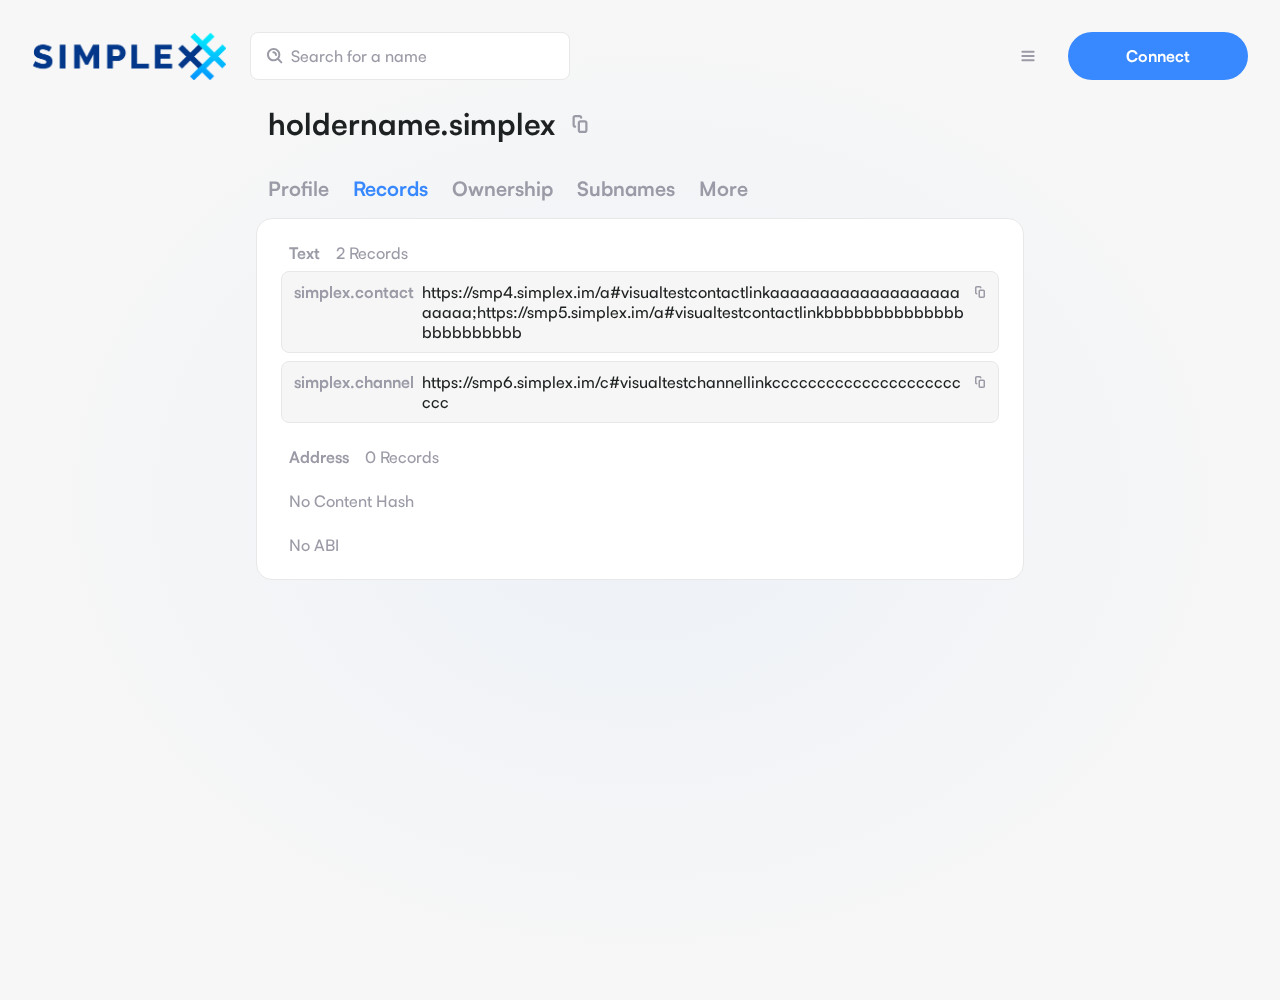 SIMPLEX
Search for a name
Connect
holdername.simplex
Profile Records Ownership Subnames More
Text 2 Records
simplex.contact https://smp4.simplex.im/a#visualtestcontactlinkaaaaaaaaaaaaaaaaaaa
aaaaa;https://smp5.simplex.im/a#visualtestcontactlinkbbbbbbbbbbbbbb
bbbbbbbbbb
simplex.channel https://smp6.simplex.im/c#visualtestchannellinkccccccccccccccccccccc
ccc
Address 0 Records
No Content Hash
No ABI